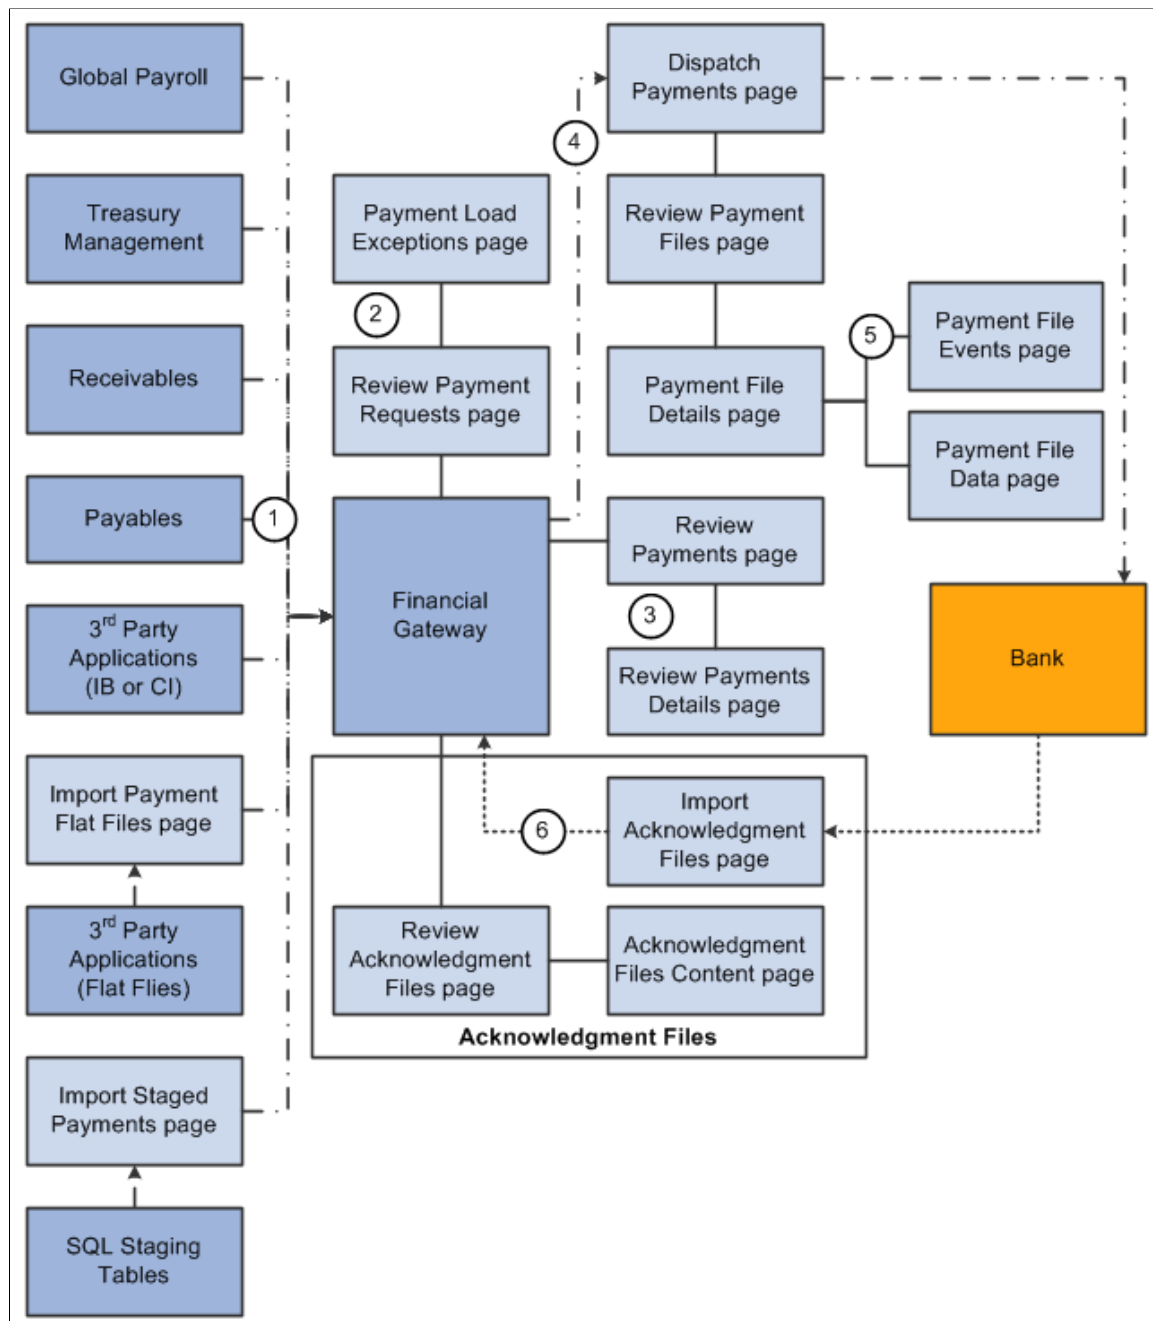 Global Payroll
Treasury
Management
Receivables
Payables
1
3rd Party
Applications
(IB or CI)
Import Payment
Flat Files page
3rd Party
Applications
(Flat Flies)
Import Staged
Payments page
SQL Staging
Tables
Payment Load
Exceptions page
2
Review Payment
Requests page
Financial
Gateway
4
Dispatch
Payments page
Review Payment
Files page
Payment File
Details page
5
Payment File
Events page
Payment File
Data page
Review
Payments page
3
Review Payments
Details page
Bank
6
Import
Acknowledgment
Files page
Review
Acknowledgment
Files page
Acknowledgment
Files Content page
Acknowledgment Files